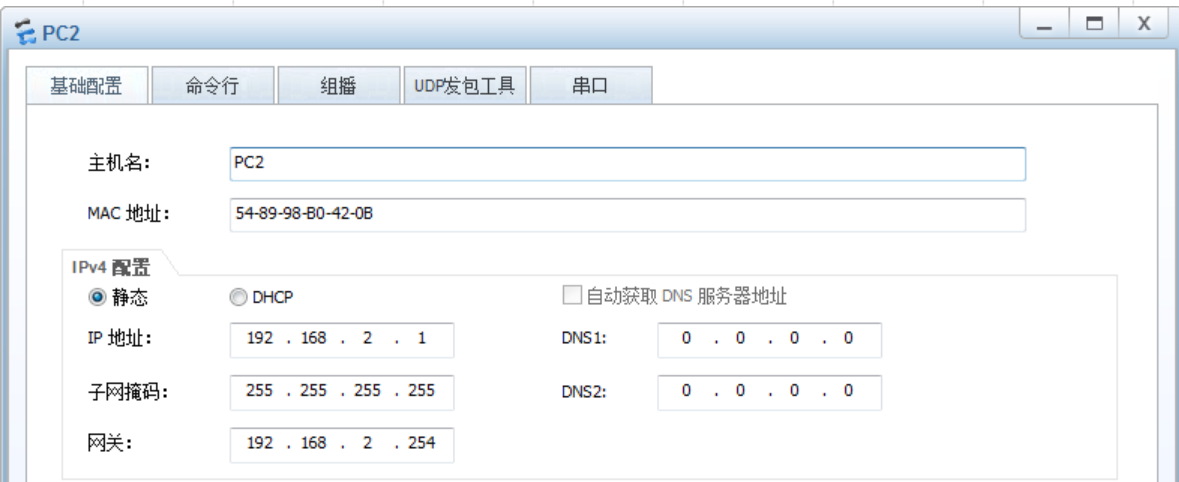 PC2
基础配置 命令行 组播 UDP发包工具 串口
主机名: PC2
MAC 地址: 54-89-98-B0-42-0B
IPv4 配置
静态 DHCP 自动获取 DNS 服务器地址
IP 地址: 192 . 168 . 2 . 1 DNS1: 0 . 0 . 0 . 0
子网掩码: 255 . 255 . 255 . 255 DNS2: 0 . 0 . 0 . 0
网关: 192 . 168 . 2 . 254